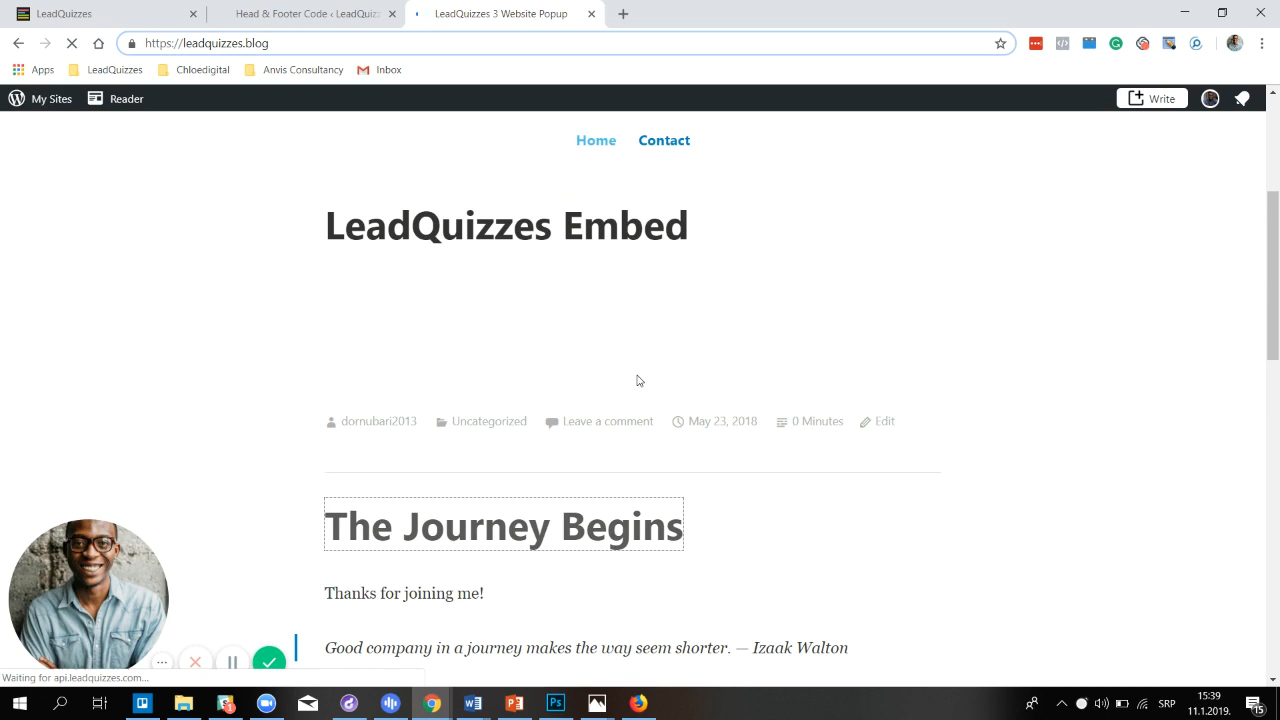 LeadQuizzes
Head & Footer Code ‹ LeadQuizz
LeadQuizzes 3 Website Popup
https://leadquizzes.blog
Apps
LeadQuizzes
Chloedigital
Anvis Consultancy
Inbox
My Sites
Reader
Write
Home
Contact
LeadQuizzes Embed
dornubari2013
Uncategorized
Leave a comment
May 23, 2018
0 Minutes
Edit
The Journey Begins
Thanks for joining me!
Good company in a journey makes the way seem shorter. — Izaak Walton
Waiting for api.leadquizzes.com...
SRP
15:39
11.1.2019.
15